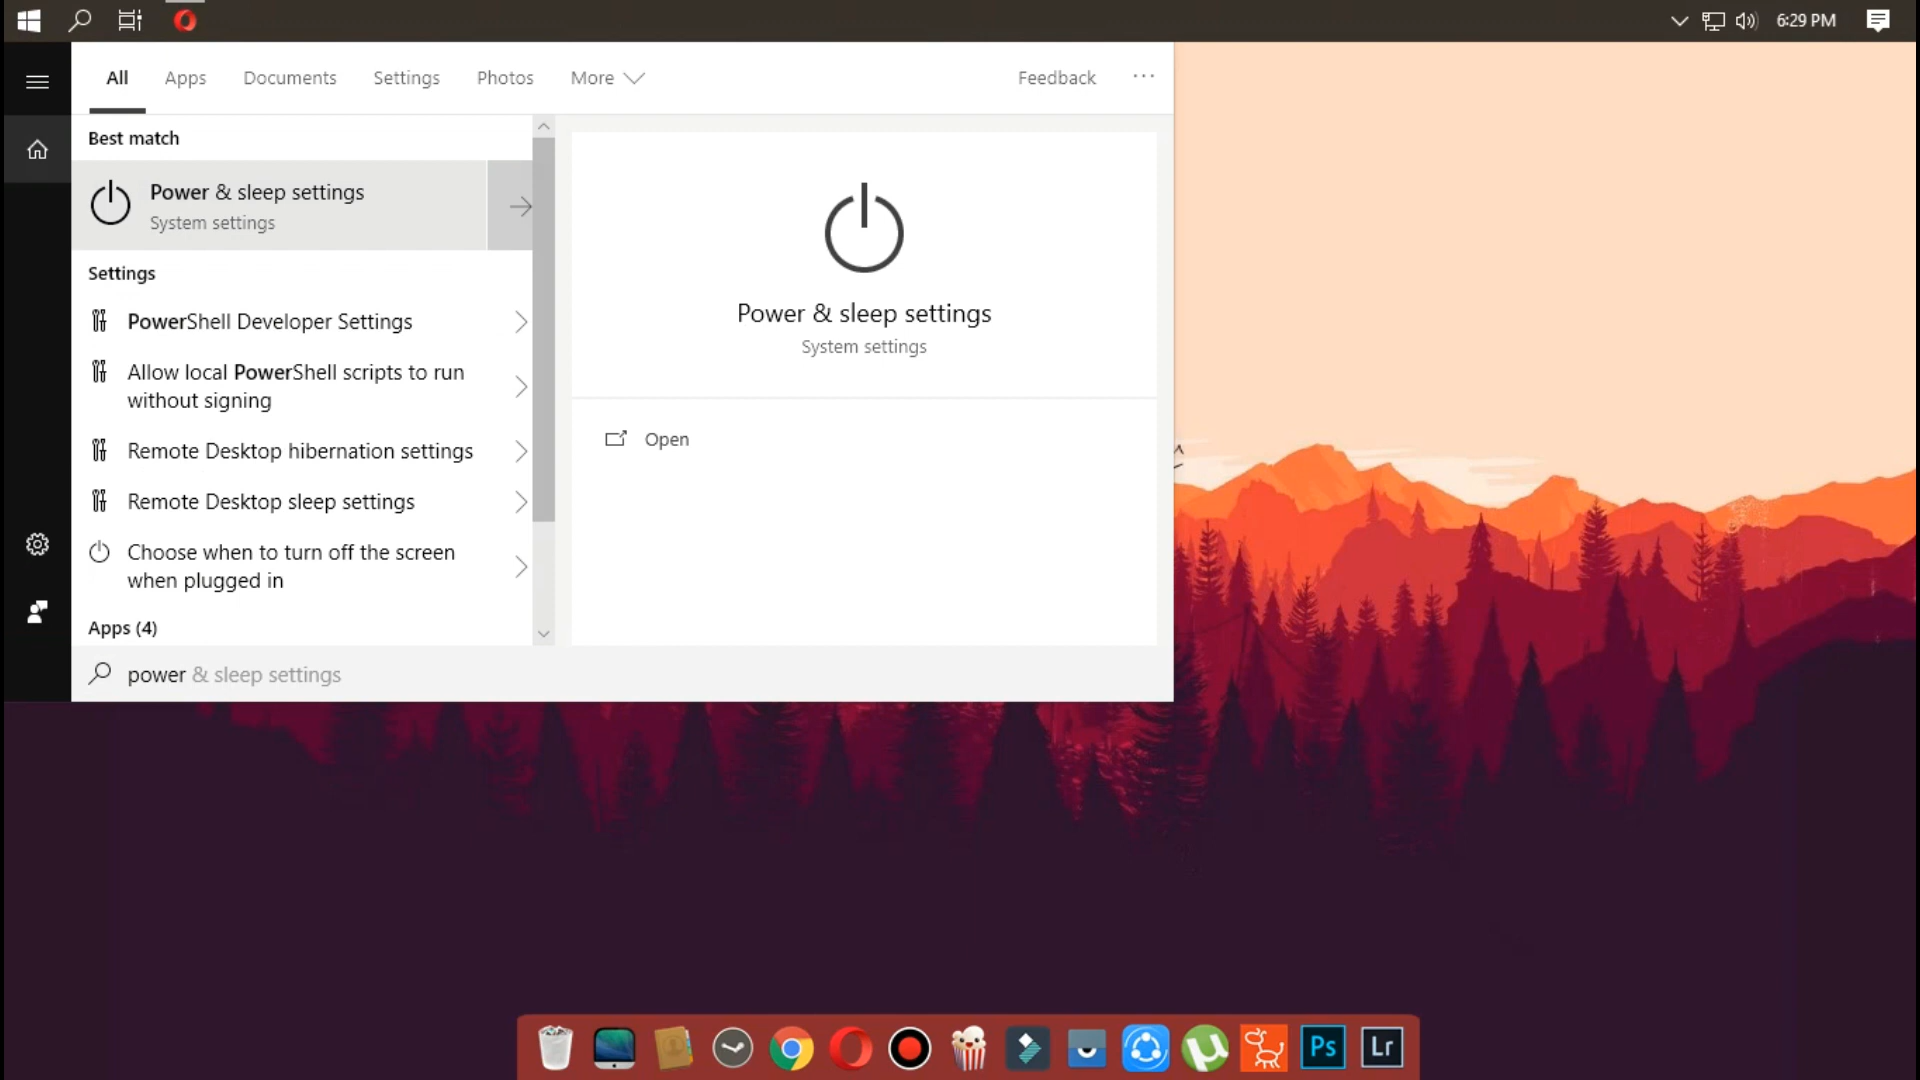 6:29 PM
All Apps Documents Settings Photos More Feedback ...
Best match
Power & sleep settings
System settings
Settings
PowerShell Developer Settings
Allow local PowerShell scripts to run
without signing
Remote Desktop hibernation settings
Remote Desktop sleep settings
Choose when to turn off the screen
when plugged in
Apps (4)
power & sleep settings
Power & sleep settings
System settings
Open
Ps Lr